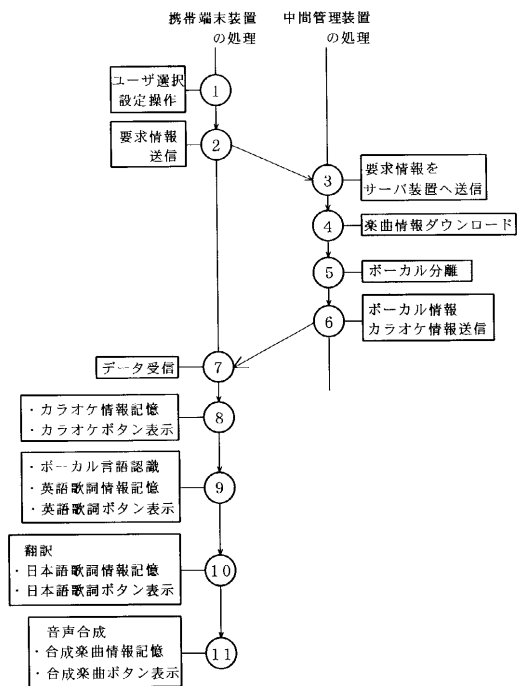 携帯端末装置
の処理
中間管理装置
の処理
ユーザ選択
設定操作
1
要求情報
送信
2
3
要求情報を
サーバ装置へ送信
4
楽曲情報ダウンロード
5
ボーカル分離
6
ボーカル情報
カラオケ情報送信
データ受信
7
・カラオケ情報記憶
・カラオケボタン表示
8
・ボーカル言語認識
・英語歌詞情報記憶
・英語歌詞ボタン表示
9
翻訳
・日本語歌詞情報記憶
・日本語歌詞ボタン表示
10
音声合成
・合成楽曲情報記憶
・合成楽曲ボタン表示
11